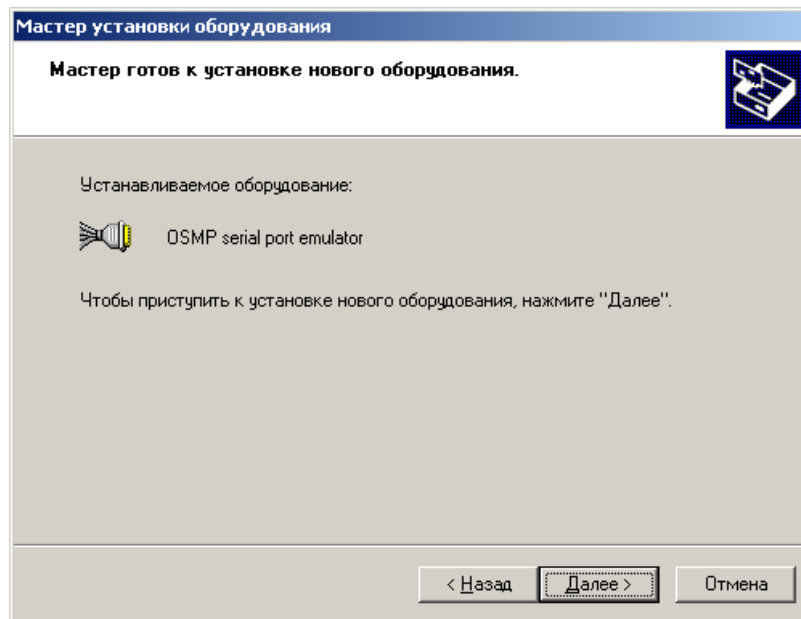 Мастер установки оборудования
Мастер готов к установке нового оборудования.
Устанавливаемое оборудование:
OSMP serial port emulator
Чтобы приступить к установке нового оборудования, нажмите "Далее".
< Назад Далее > Отмена